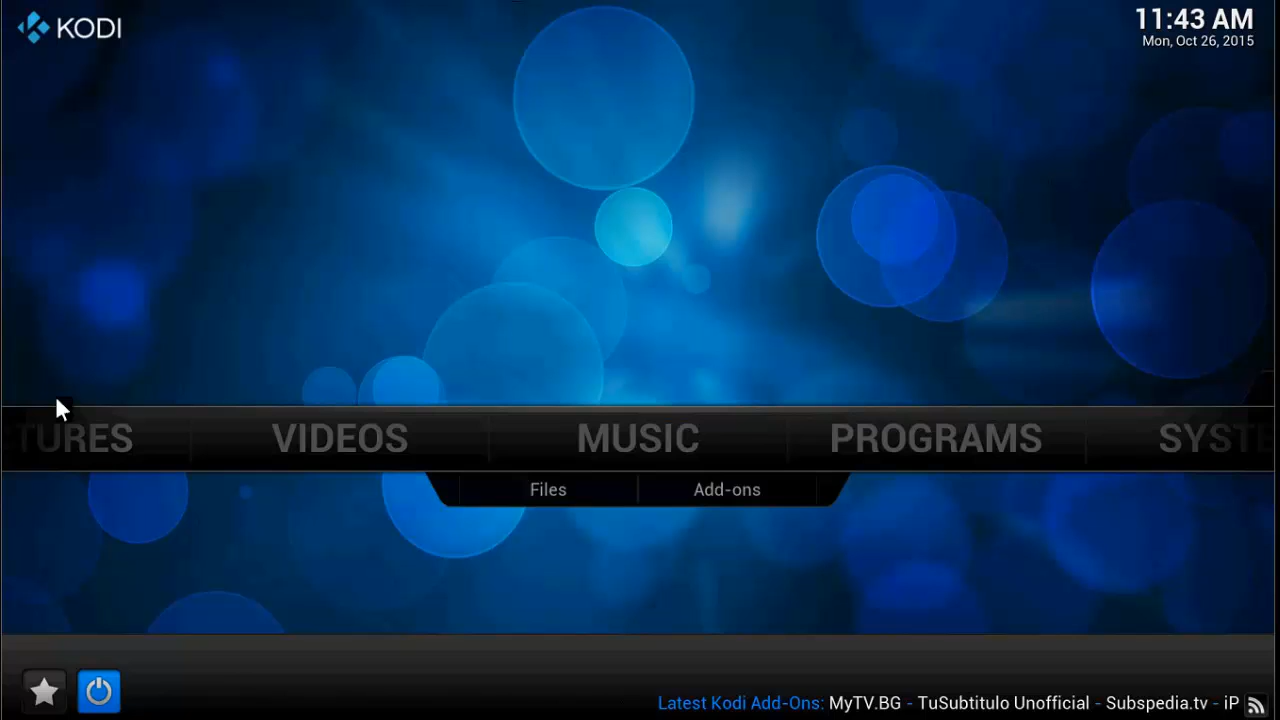 KODI
11:43 AM
Mon, Oct 26, 2015
TURES VIDEOS MUSIC PROGRAMS SYSTE
Files Add-ons
Latest Kodi Add-Ons: MyTV.BG - TuSubtitulo Unofficial - Subspedia.tv - iP